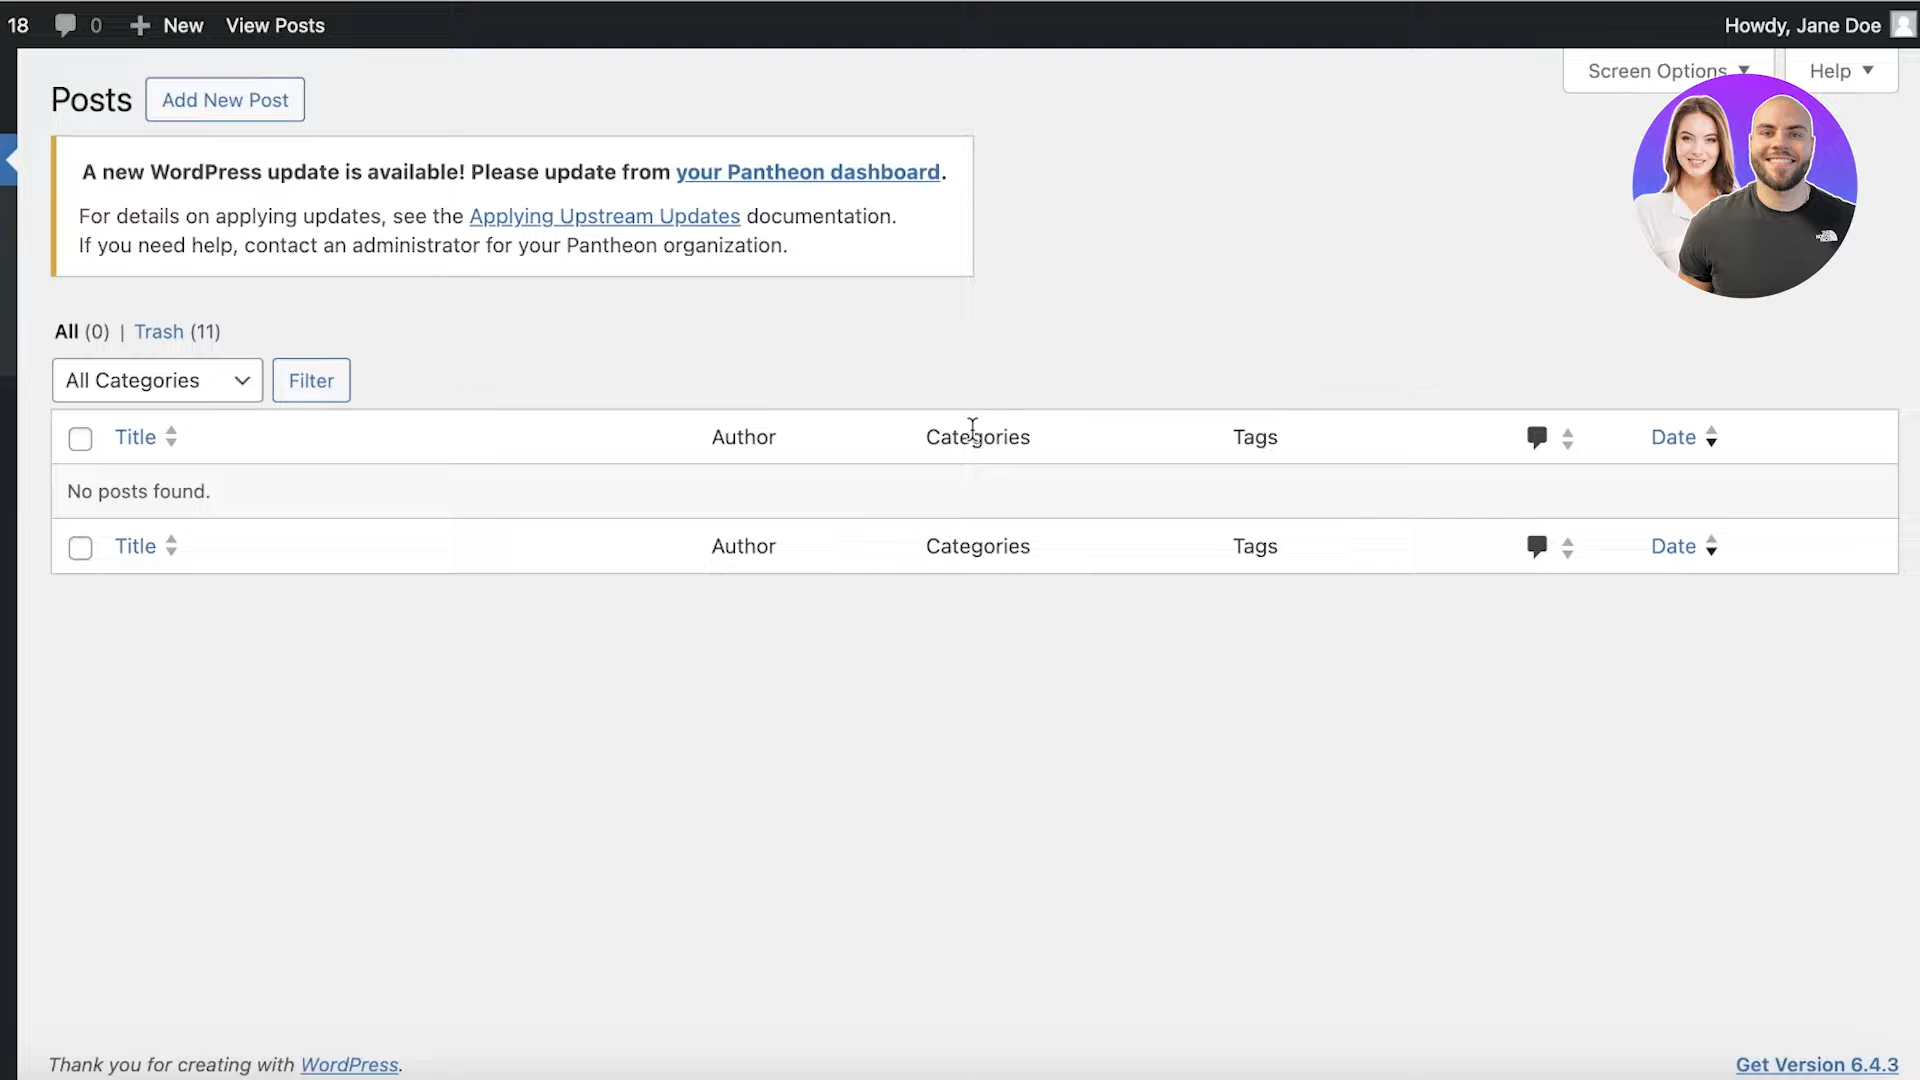 18 0 New View Posts Howdy, Jane Doe
Screen Options Help
Posts Add New Post
A new WordPress update is available! Please update from your Pantheon dashboard.
For details on applying updates, see the Applying Upstream Updates documentation.
If you need help, contact an administrator for your Pantheon organization.
All (0) | Trash (11)
All Categories Filter
Title Author Categories Tags Date
No posts found.
Title Author Categories Tags Date
Thank you for creating with WordPress. Get Version 6.4.3